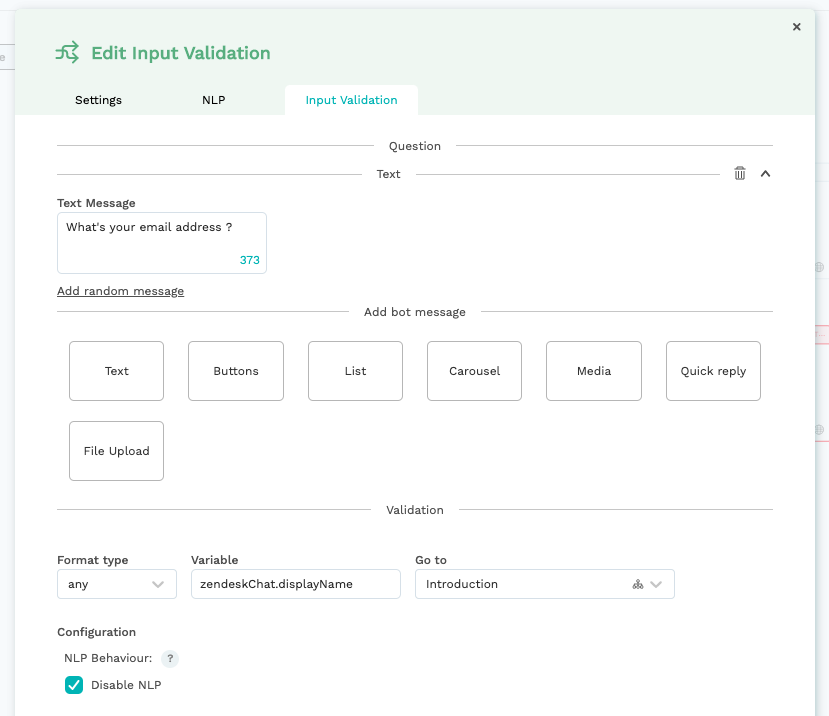 ×
Edit Input Validation
Settings NLP Input Validation
Question
Text
Text Message
What's your email address ?
373
Add random message
Add bot message
Text Buttons List Carousel Media Quick reply
File Upload
Validation
Format type Variable Go to
any zendeskChat.displayName Introduction
Configuration
NLP Behaviour: ?
Disable NLP